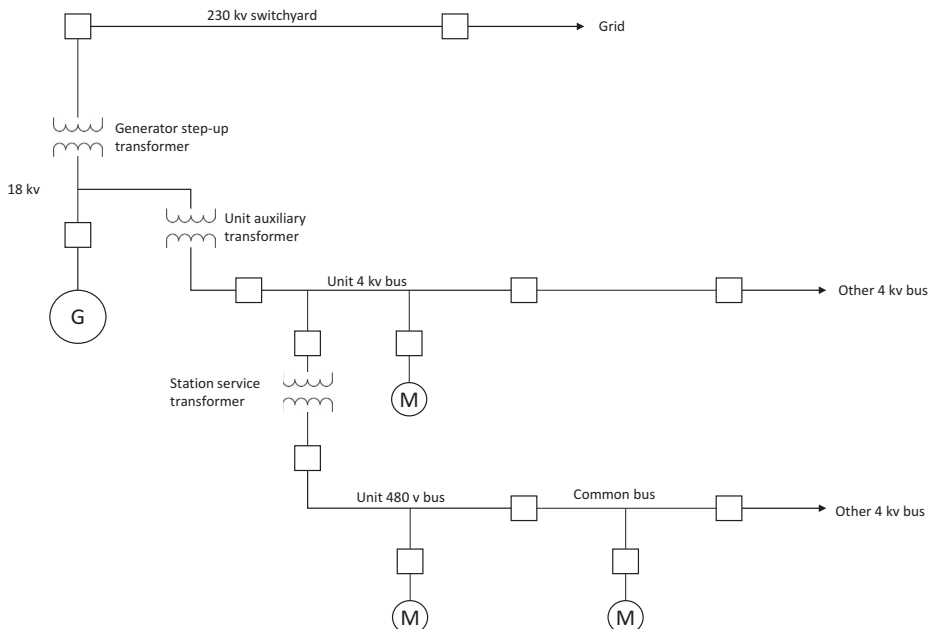 230 kv switchyard
Grid
Generator step-up
transformer
18 kv
Unit auxiliary
transformer
G
Unit 4 kv bus
Other 4 kv bus
Station service
transformer
M
Unit 480 v bus
Common bus
Other 4 kv bus
M
M